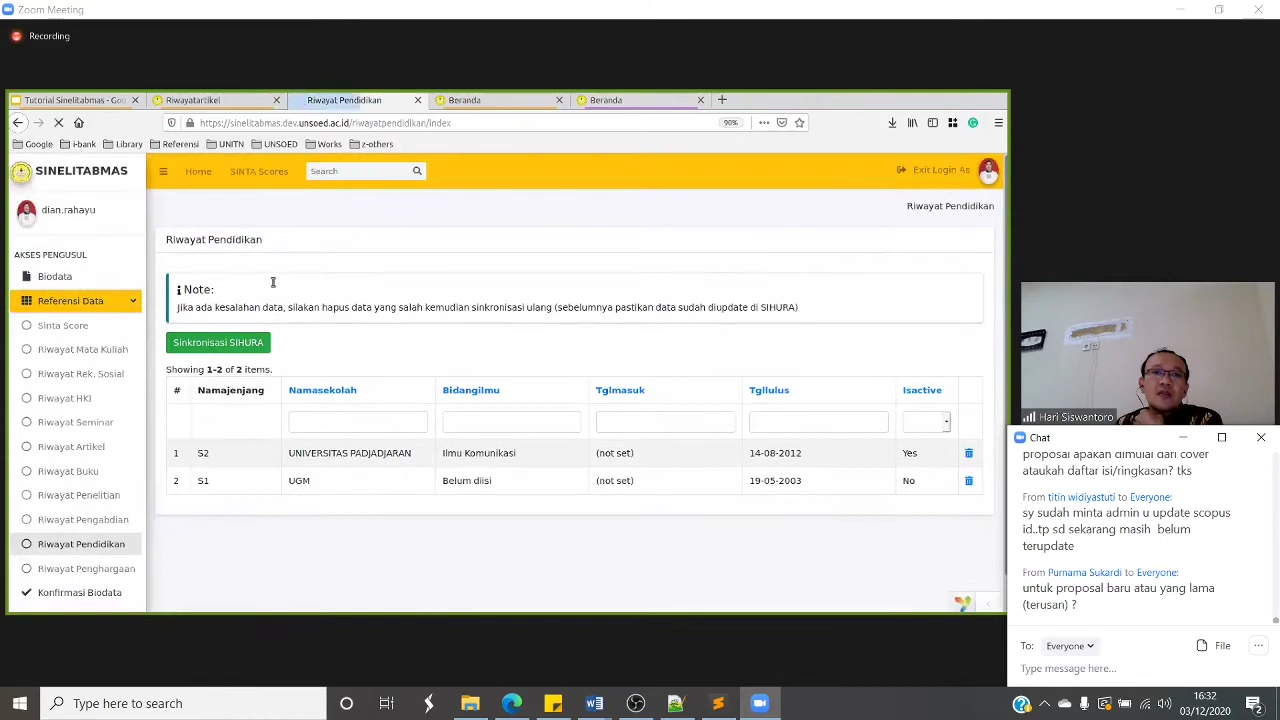 Zoom Meeting
Recording
Tutorial Sinelitabmas - Goo
Riwayatartikel
Riwayat Pendidikan
Beranda
Beranda
https://sinelitabmas.dev.unsoed.ac.id/riwayatpendidikan/index
90%
Google
i-bank
Library
Referensi
UNITN
UNSOED
Works
z-others
SINELITABMAS
Home
SINTA Scores
Search
Exit Login As
dian.rahayu
Riwayat Pendidikan
AKSES PENGUSUL
Biodata
Referensi Data
Sinta Score
Riwayat Mata Kuliah
Riwayat Rek. Sosial
Riwayat HKI
Riwayat Seminar
Riwayat Artikel
Riwayat Buku
Riwayat Penelitian
Riwayat Pengabdian
Riwayat Pendidikan
Riwayat Penghargaan
Konfirmasi Biodata
Riwayat Pendidikan
Note:
Jika ada kesalahan data, silakan hapus data yang salah kemudian sinkronisasi ulang (sebelumnya pastikan data sudah diupdate di SIHURA)
Sinkronisasi SIHURA
Showing 1-2 of 2 items.
# Namajenjang Namasekolah Bidangilmu Tglmasuk Tgllulus Isactive
1 S2 UNIVERSITAS PADJADJARAN Ilmu Komunikasi (not set) 14-08-2012 Yes
2 S1 UGM Belum diisi (not set) 19-05-2003 No
Hari Siswantoro
Chat
proposal apakan dimulai dari cover
ataukah daftar isi/ringkasan? tks
From titin widiyastuti to Everyone:
sy sudah minta admin u update scopus
id..tp sd sekarang masih belum
terupdate
From Purnama Sukardi to Everyone:
untuk proposal baru atau yang lama
(terusan) ?
To: Everyone
File
Type message here...
Type here to search
16:32
03/12/2020
2